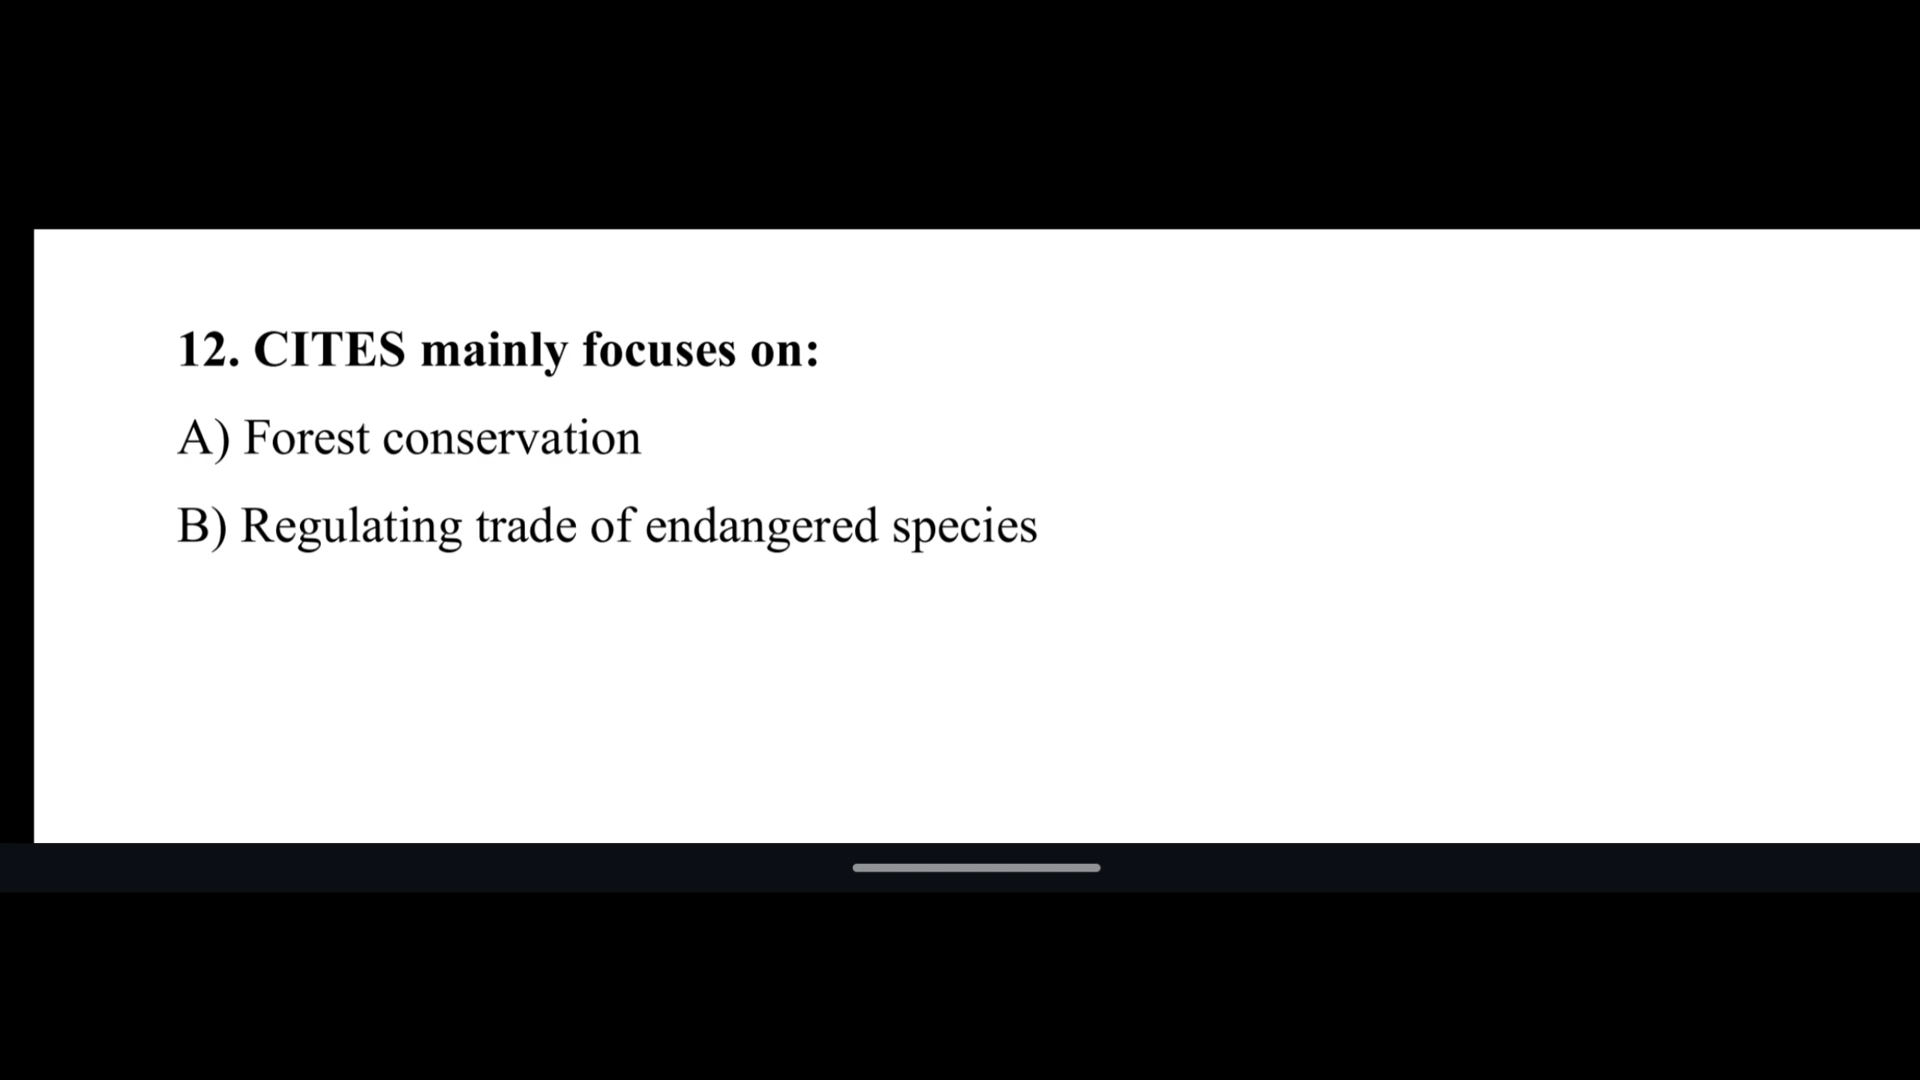 12. CITES mainly focuses on:
A) Forest conservation
B) Regulating trade of endangered species